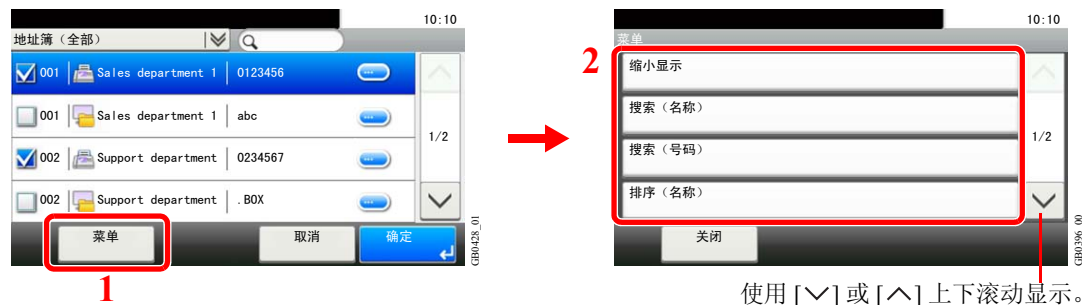 10:10
地址簿（全部）
001 Sales department 1 0123456
001 Sales department 1 abc
1/2
002 Support department 0234567
002 Support department .BOX
菜单 取消 确定
GB0428_01
1
10:10
菜单
2
缩小显示
搜索（名称）
搜索（号码）
1/2
排序（名称）
关闭
GB0396_00
使用 [∨] 或 [∧] 上下滚动显示。